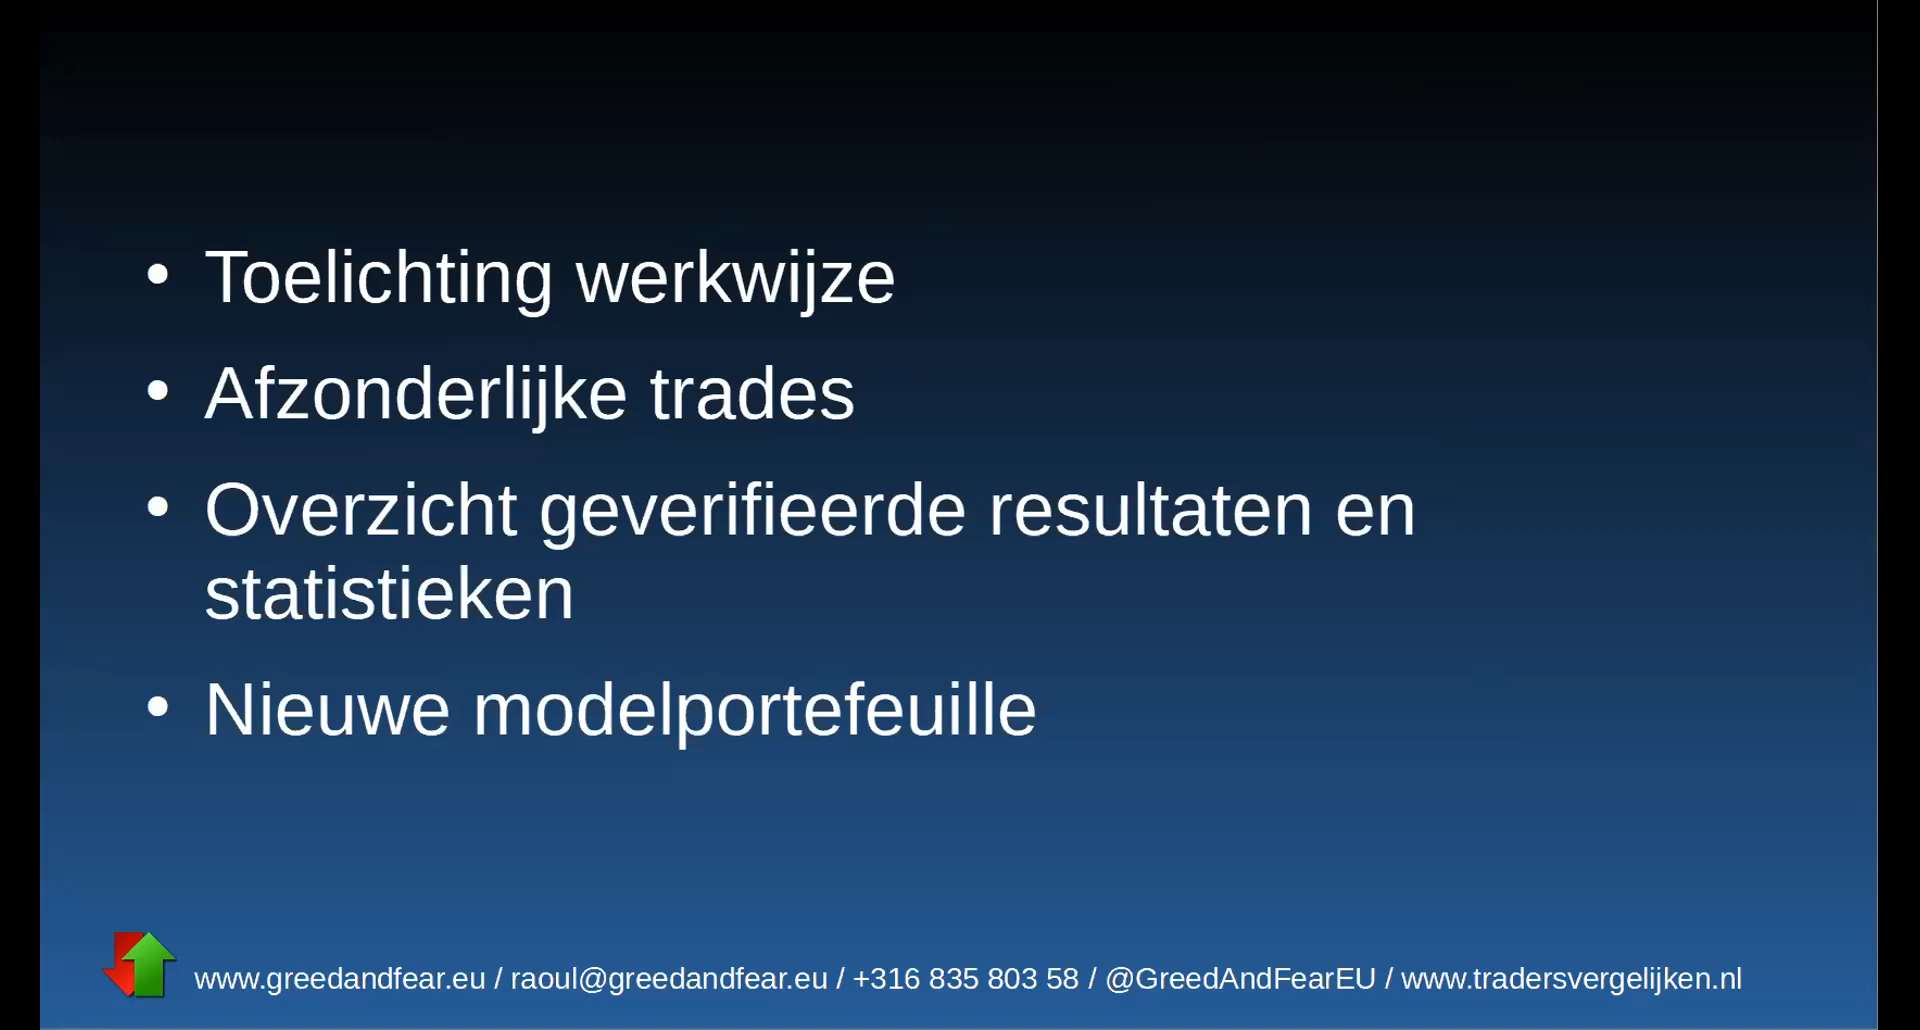 • Toelichting werkwijze
• Afzonderlijke trades
• Overzicht geverifieerde resultaten en
statistieken
• Nieuwe modelportefeuille
www.greedandfear.eu / raoul@greedandfear.eu / +316 835 803 58 / @GreedAndFearEU / www.tradersvergelijken.nl